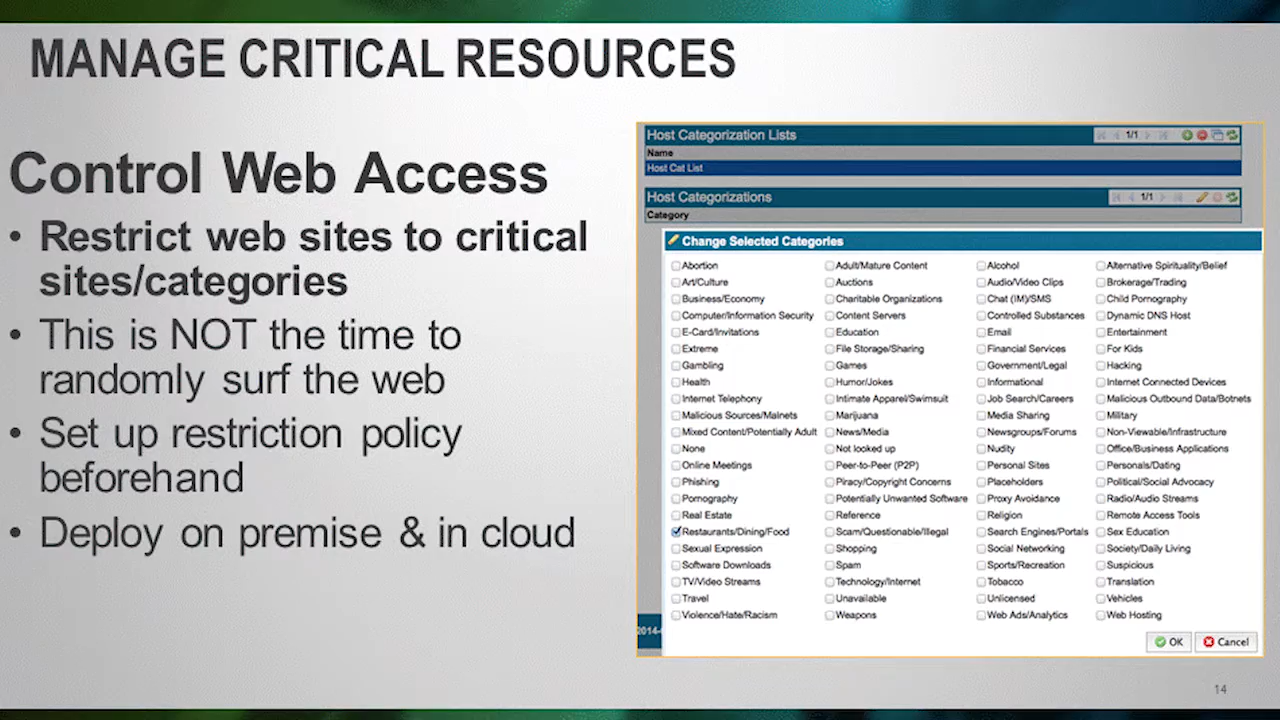 MANAGE CRITICAL RESOURCES
Control Web Access
• Restrict web sites to critical
sites/categories
• This is NOT the time to
randomly surf the web
• Set up restriction policy
beforehand
• Deploy on premise & in cloud
Host Categorization Lists 1/1
Name
Host Cat List
Host Categorizations 1/1
Category
Change Selected Categories
Abortion Adult/Mature Content Alcohol Alternative Spirituality/Belief
Art/Culture Auctions Audio/Video Clips Brokerage/Trading
Business/Economy Charitable Organizations Chat (IM)/SMS Child Pornography
Computer/Information Security Content Servers Controlled Substances Dynamic DNS Host
E-Card/Invitations Education Email Entertainment
Extreme File Storage/Sharing Financial Services For Kids
Gambling Games Government/Legal Hacking
Health Humor/Jokes Informational Internet Connected Devices
Internet Telephony Intimate Apparel/Swimsuit Job Search/Careers Malicious Outbound Data/Botnets
Malicious Sources/Malnets Marijuana Media Sharing Military
Mixed Content/Potentially Adult News/Media Newsgroups/Forums Non-Viewable/Infrastructure
None Not looked up Nudity Office/Business Applications
Online Meetings Peer-to-Peer (P2P) Personal Sites Personals/Dating
Phishing Piracy/Copyright Concerns Placeholders Political/Social Advocacy
Pornography Potentially Unwanted Software Proxy Avoidance Radio/Audio Streams
Real Estate Reference Religion Remote Access Tools
Restaurants/Dining/Food Scam/Questionable/Illegal Search Engines/Portals Sex Education
Sexual Expression Shopping Social Networking Society/Daily Living
Software Downloads Spam Sports/Recreation Suspicious
TV/Video Streams Technology/Internet Tobacco Translation
Travel Unavailable Unlicensed Vehicles
Violence/Hate/Racism Weapons Web Ads/Analytics Web Hosting
2014-
OK Cancel
14